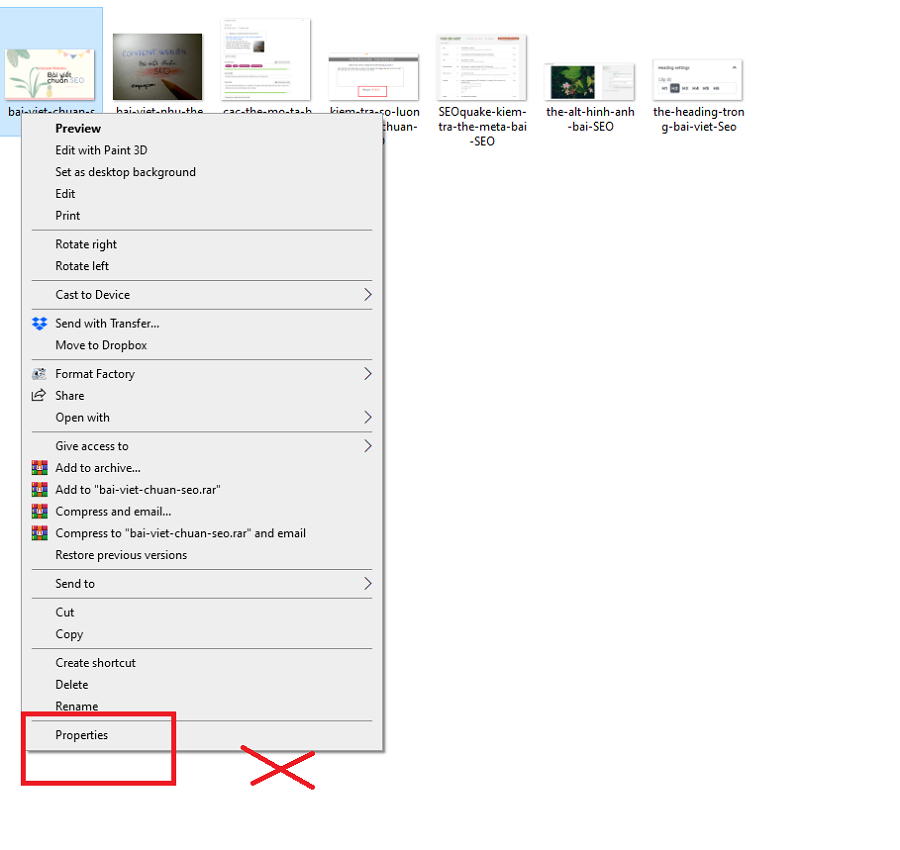 Bài viết
chuẩn SEO
CONTENT WEBSITE
Bài viết chuẩn
SEO
Heading settings
H1 H2 H3 H4 H5 H6
bai-viet-chuan-s
bai-viet-nhu-the
cac-the-mo-ta-b
kiem-tra-so-luon
chuan-
SEOquake-kiem-
tra-the-meta-bai
-SEO
the-alt-hinh-anh
-bai-SEO
the-heading-tron
g-bai-viet-Seo
Preview
Edit with Paint 3D
Set as desktop background
Edit
Print
Rotate right
Rotate left
Cast to Device
Send with Transfer...
Move to Dropbox
Format Factory
Share
Open with
Give access to
Add to archive...
Add to "bai-viet-chuan-seo.rar"
Compress and email...
Compress to "bai-viet-chuan-seo.rar" and email
Restore previous versions
Send to
Cut
Copy
Create shortcut
Delete
Rename
Properties